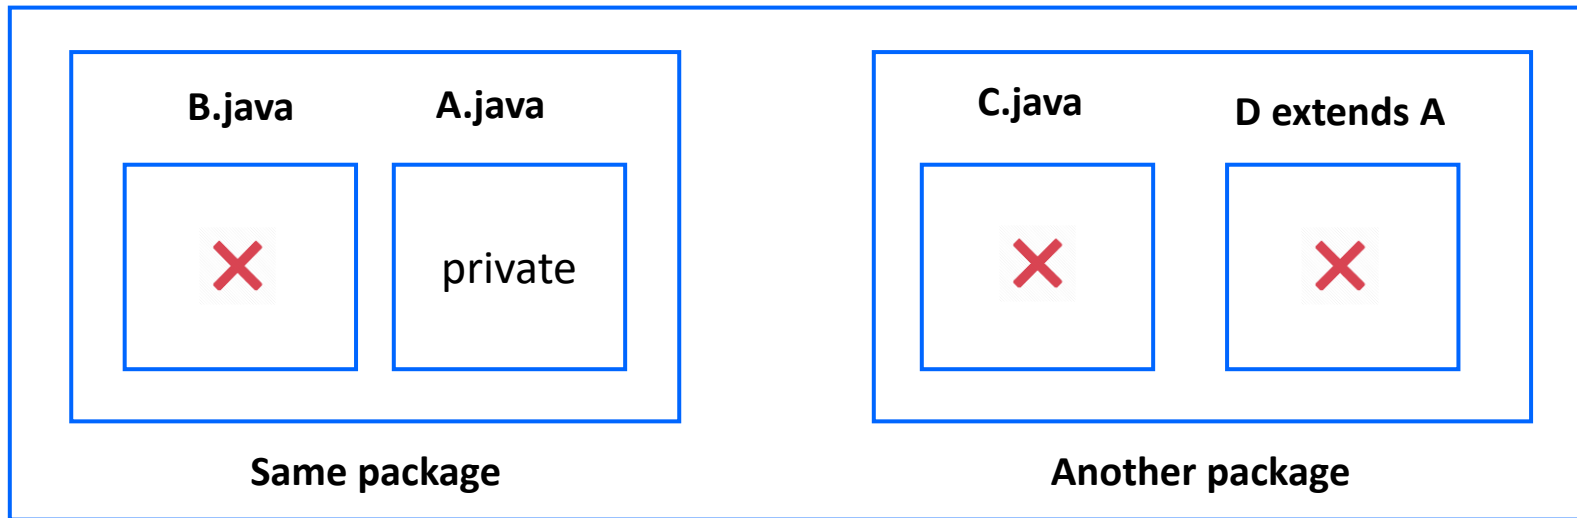 B.java
A.java
private
Same package
C.java
D extends A
Another package